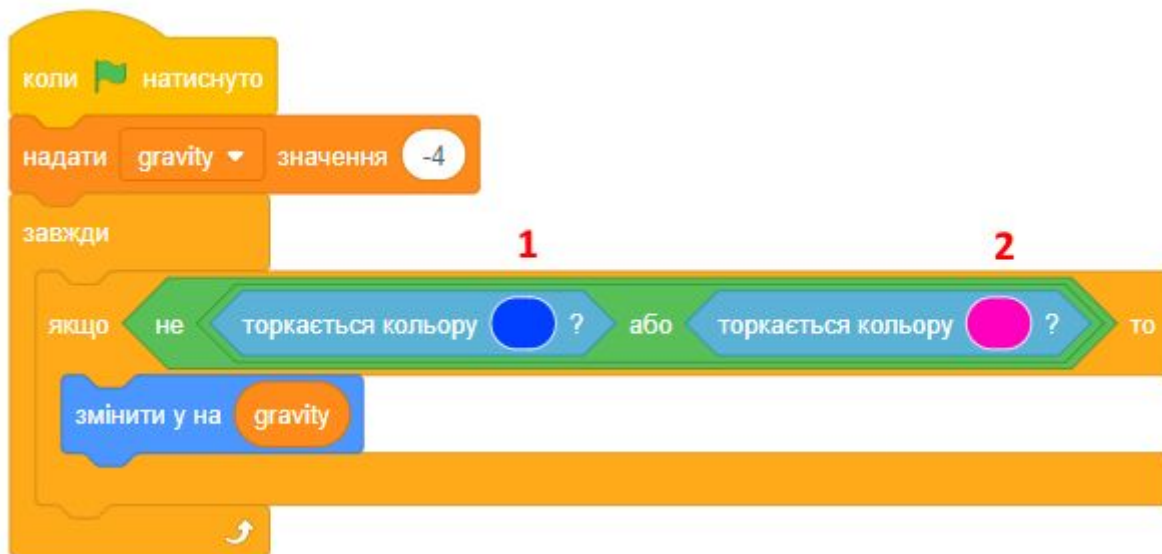 коли натиснуто
надати gravity значення -4
завжди
1 2
якщо не торкається кольору ? або торкається кольору ? то
змінити y на gravity